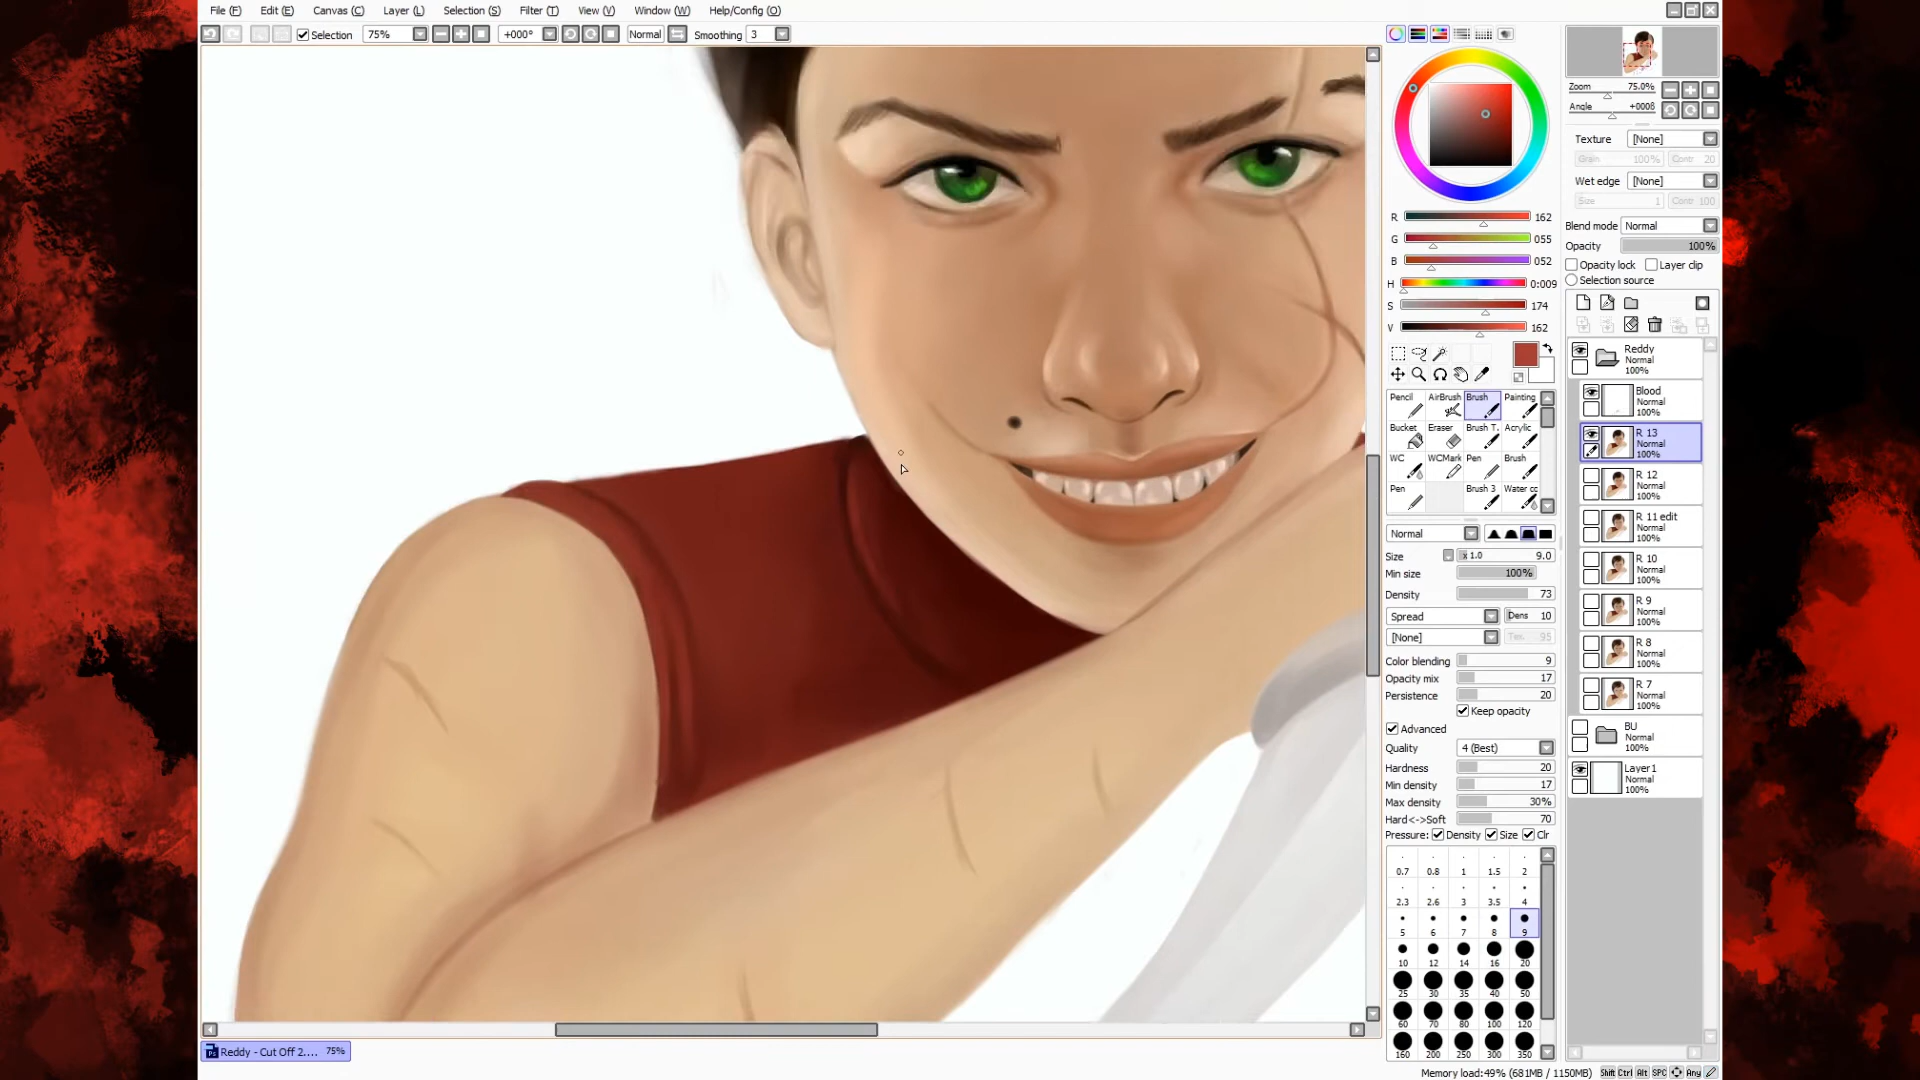 File (F) Edit (E) Canvas (C) Layer (L) Selection (S) Filter (T) View (V) Window (W) Help/Config (O)
Selection 75% +000° Normal Smoothing 3
Zoom 75.0%
Angle +000ß
Texture [None]
Grain 100% Contr 20
Wet edge [None]
Size 1 Contr 100
Blend mode Normal
Opacity 100%
Opacity lock Layer clip
Selection source
R 162
G 055
B 052
H 0:009
S 174
V 162
Pencil AirBrush Brush Painting
Bucket Eraser Brush T. Acrylic
WC WCMark Pen Brush
Pen Brush 3 Water cc
Normal
Size x 1.0 9.0
Min size 100%
Density 73
Spread Dens 10
[None] Tex. 95
Color blending 9
Opacity mix 17
Persistence 20
Keep opacity
Advanced
Quality 4 (Best)
Hardness 20
Min density 17
Max density 30%
Hard<->Soft 70
Pressure: Density Size Clr
0.7 0.8 1 1.5 2
2.3 2.6 3 3.5 4
5 6 7 8 9
10 12 14 16 20
25 30 35 40 50
60 70 80 100 120
160 200 250 300 350
Reddy
Normal
100%
Blood
Normal
100%
R 13
Normal
100%
R 12
Normal
100%
R 11 edit
Normal
100%
R 10
Normal
100%
R 9
Normal
100%
R 8
Normal
100%
R 7
Normal
100%
BU
Normal
100%
Layer1
Normal
100%
Reddy - Cut Off 2.... 75%
Memory load:49% (681MB / 1150MB) Shift Ctrl Alt SPC Any